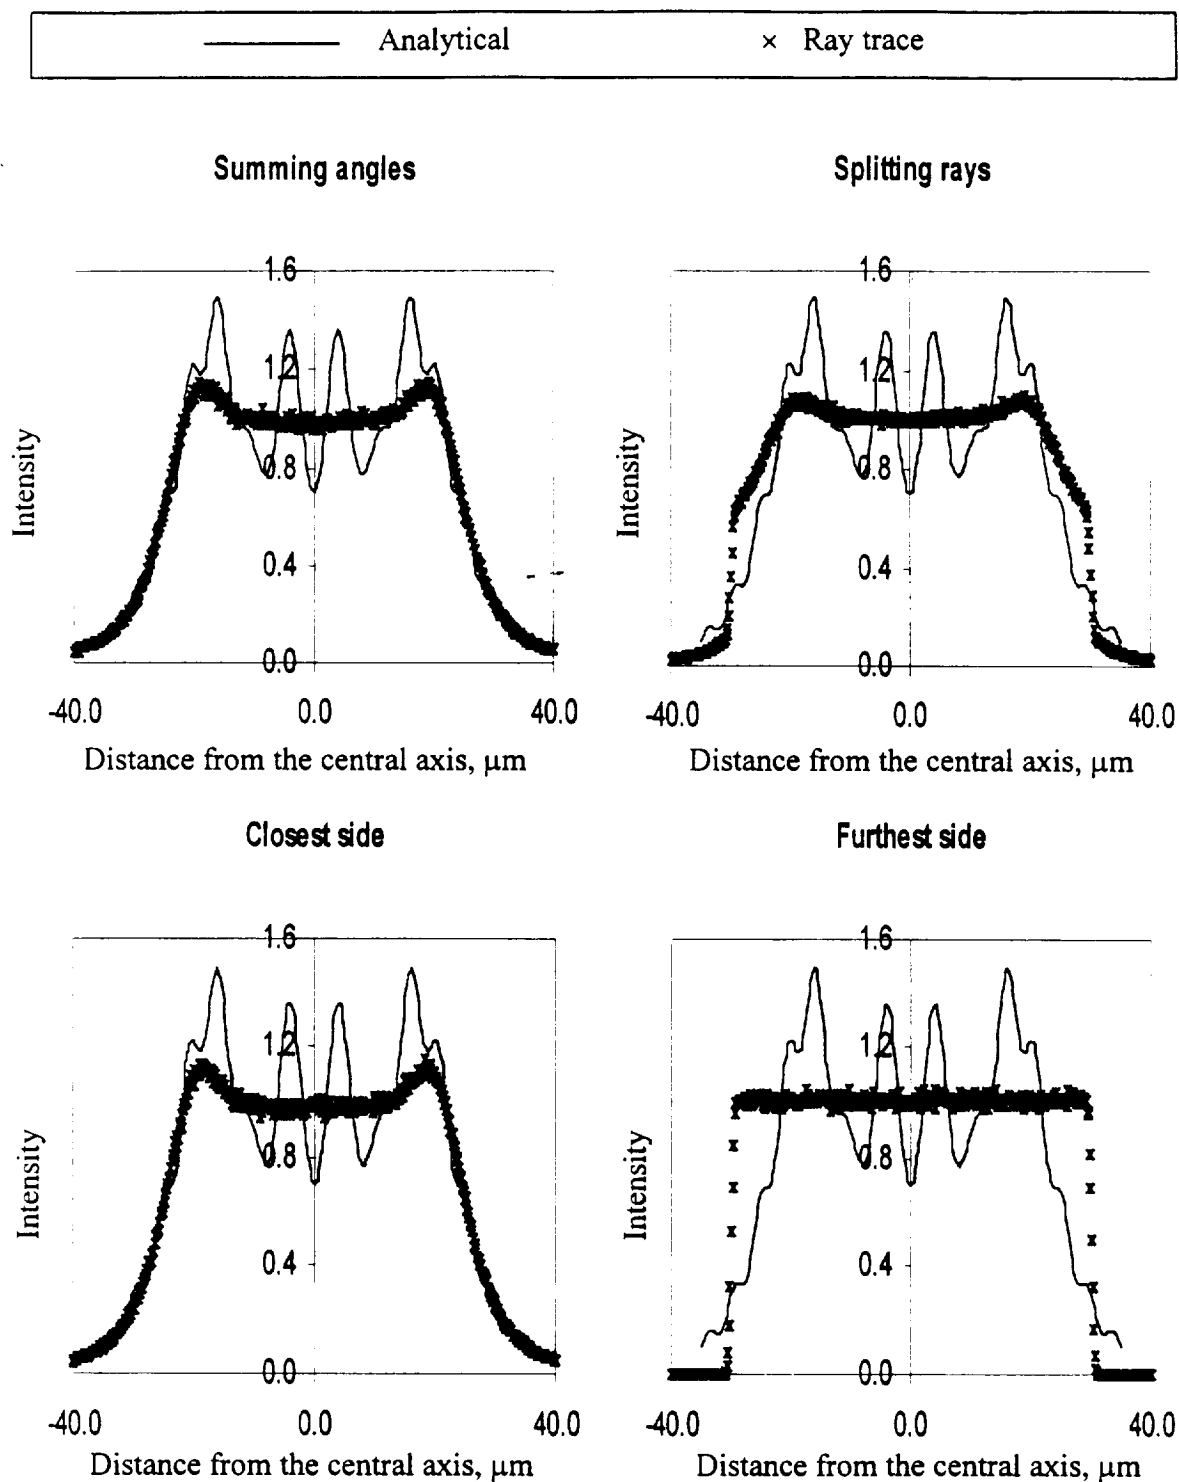 Analytical × Ray trace
Summing angles
1.6
1.2
0.8
0.4
0.0
-40.0 0.0 40.0
Intensity
Distance from the central axis, μm
Splitting rays
1.6
1.2
0.8
0.4
0.0
-40.0 0.0 40.0
Intensity
Distance from the central axis, μm
Closest side
1.6
1.2
0.8
0.4
0.0
-40.0 0.0 40.0
Intensity
Distance from the central axis, μm
Furthest side
1.6
1.2
0.8
0.4
0.0
-40.0 0.0 40.0
Intensity
Distance from the central axis, μm